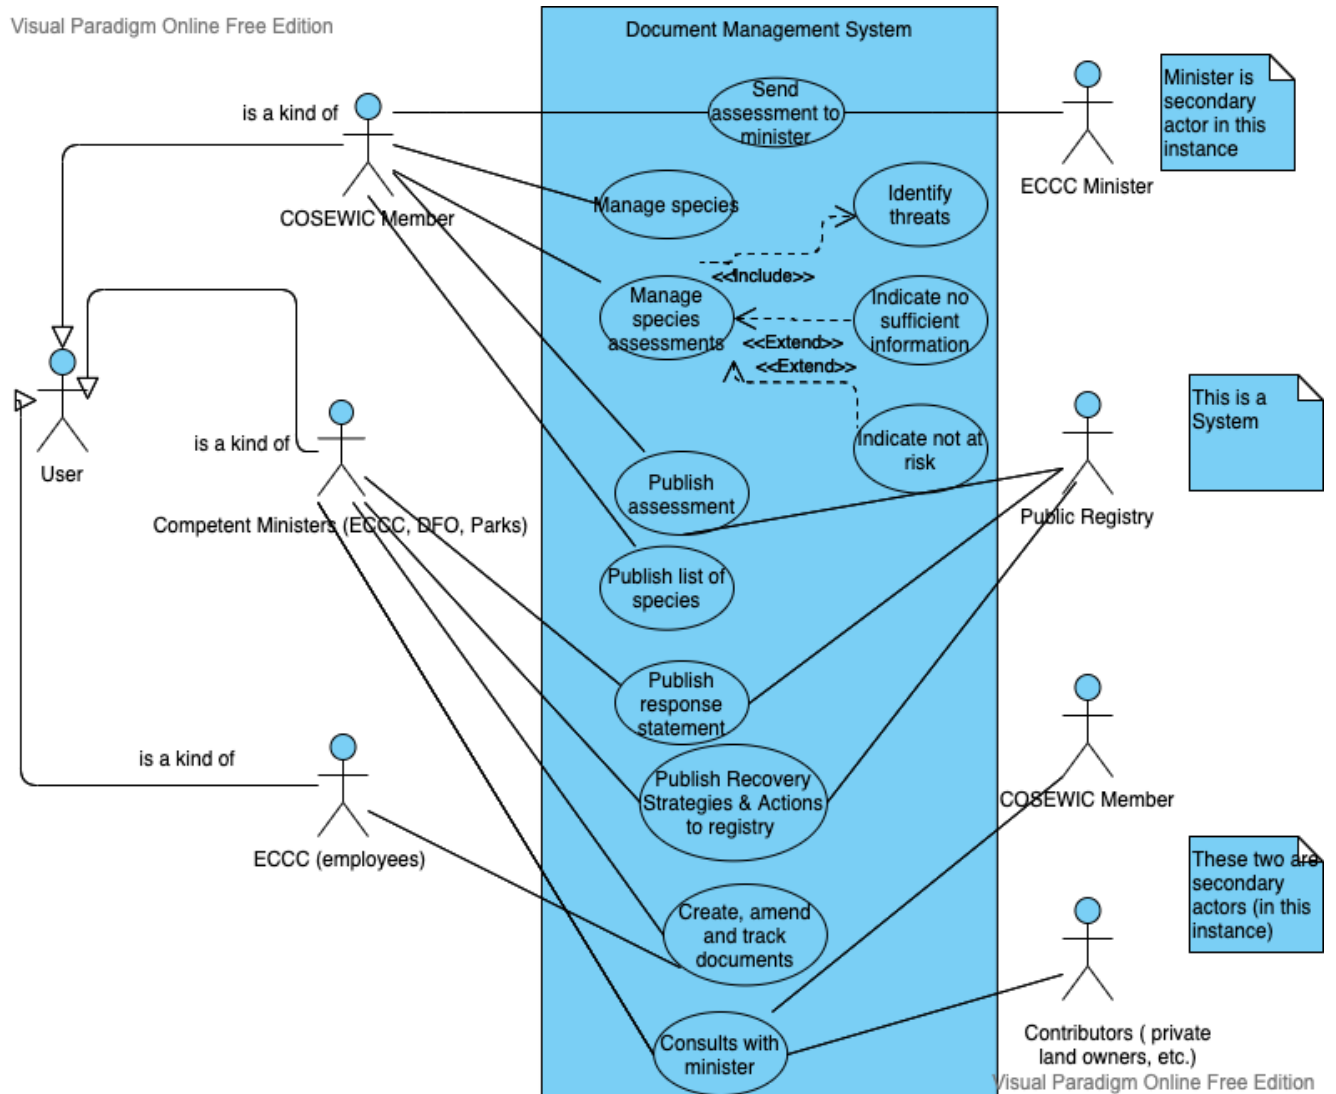 Visual Paradigm Online Free Edition
Document Management System
Send
assessment to
minister
Minister is
secondary
actor in this
instance
is a kind of
COSEWIC Member
ECCC Minister
Manage species
Identify
threats
<<Include>>
Manage
species
assessments
Indicate no
sufficient
information
<<Extend>>
<<Extend>>
This is a
System
User
is a kind of
Indicate not at
risk
Publish
assessment
Competent Ministers (ECCC, DFO, Parks)
Public Registry
Publish list of
species
Publish
response
statement
is a kind of
Publish Recovery
Strategies & Actions
to registry
COSEWIC Member
ECCC (employees)
These two are
secondary
actors (in this
instance)
Create, amend
and track
documents
Consults with
minister
Contributors ( private
land owners, etc.)
Visual Paradigm Online Free Edition